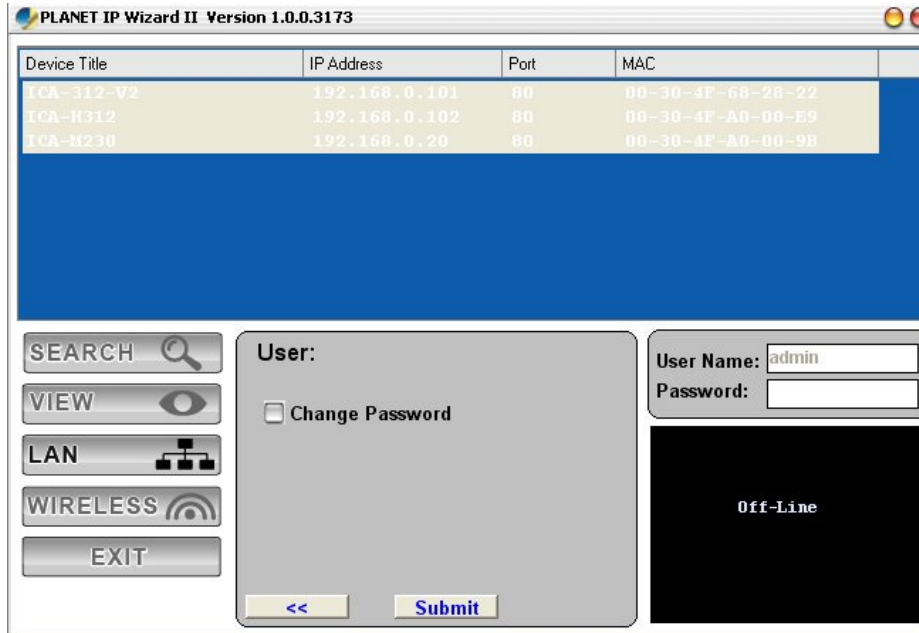 PLANET IP Wizard II Version 1.0.0.3173
Device Title IP Address Port MAC
ICA-312-V2 192.168.0.101 80 00-30-4F-68-28-22
ICA-H312 192.168.0.102 80 00-30-4F-A0-00-E9
ICA-M230 192.168.0.20 80 00-30-4F-A0-00-9B
SEARCH
VIEW
LAN
WIRELESS
EXIT
User:
Change Password
<< Submit
User Name: admin
Password:
Off-Line